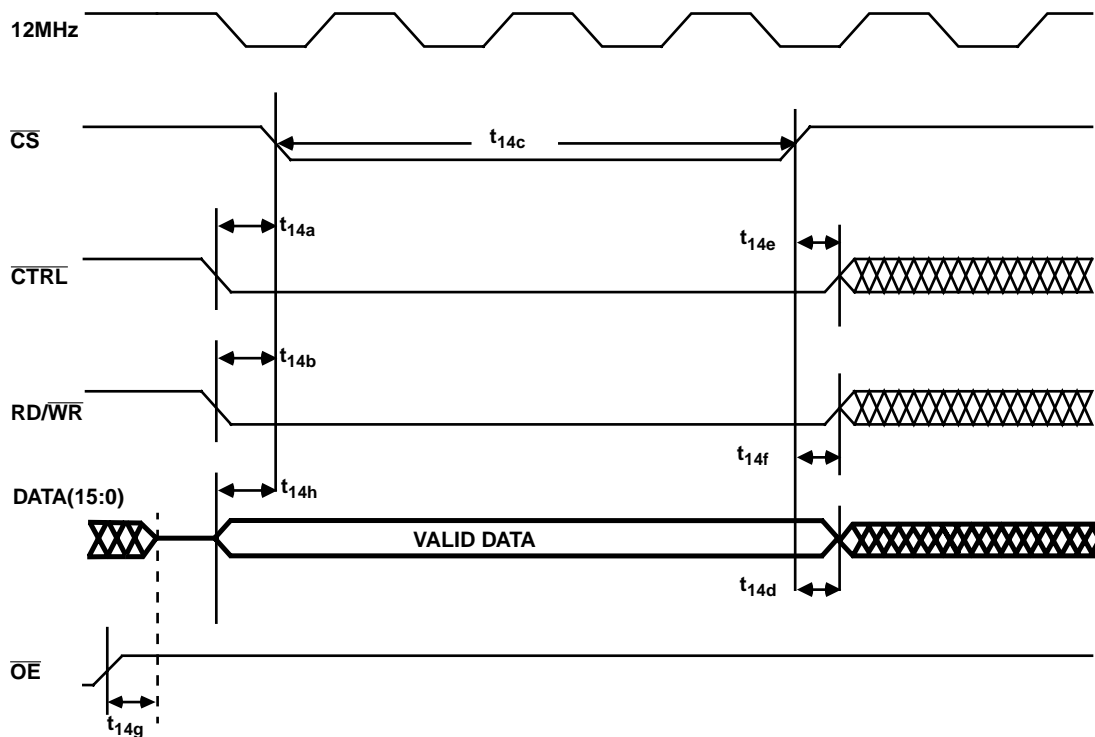 12MHz
CS
t14c
t14a
t14e
CTRL
t14b
RD/WR
t14f
t14h
DATA(15:0)
VALID DATA
t14d
OE
t14g